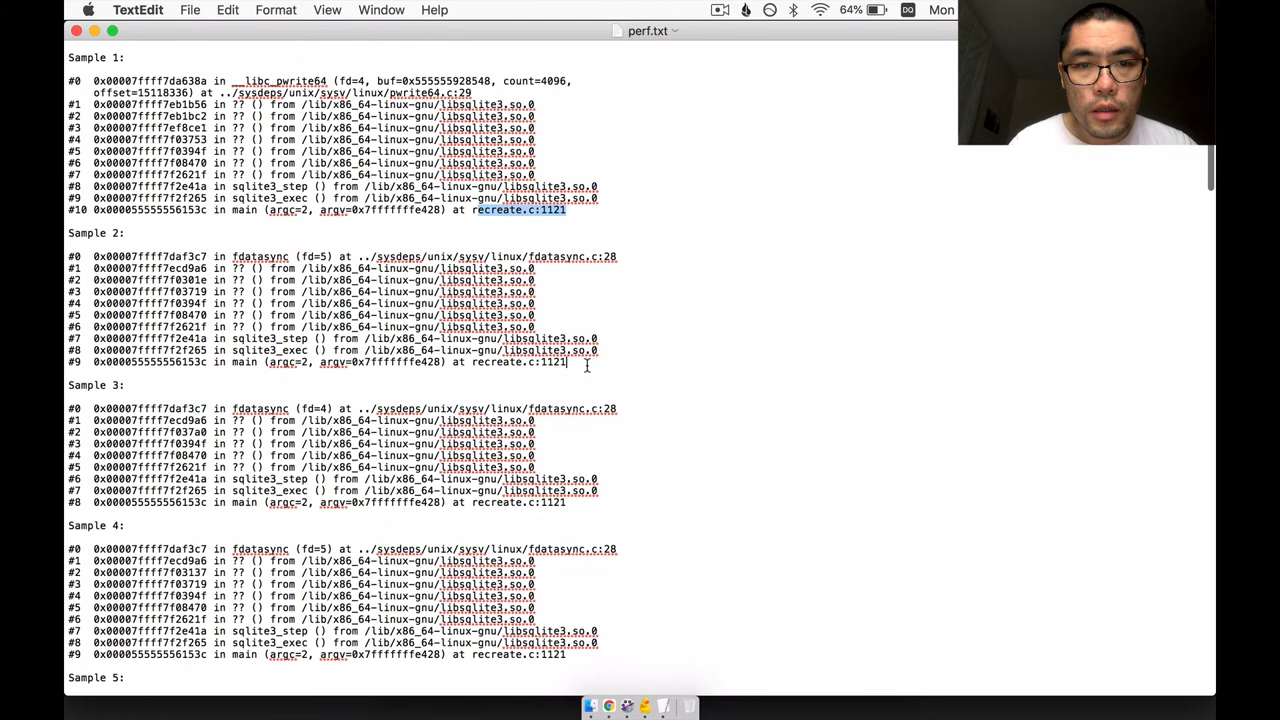 TextEdit File Edit Format View Window Help 64% DQ Mon
perf.txt
Sample 1:
#0 0x00007ffff7da638a in __libc_pwrite64 (fd=4, buf=0x555555928548, count=4096,
offset=15118336) at ../sysdeps/unix/sysv/linux/pwrite64.c:29
#1 0x00007ffff7eb1b56 in ?? () from /lib/x86_64-linux-gnu/libsqlite3.so.0
#2 0x00007ffff7eb1bc2 in ?? () from /lib/x86_64-linux-gnu/libsqlite3.so.0
#3 0x00007ffff7ef8ce1 in ?? () from /lib/x86_64-linux-gnu/libsqlite3.so.0
#4 0x00007ffff7f03753 in ?? () from /lib/x86_64-linux-gnu/libsqlite3.so.0
#5 0x00007ffff7f0394f in ?? () from /lib/x86_64-linux-gnu/libsqlite3.so.0
#6 0x00007ffff7f08470 in ?? () from /lib/x86_64-linux-gnu/libsqlite3.so.0
#7 0x00007ffff7f2621f in ?? () from /lib/x86_64-linux-gnu/libsqlite3.so.0
#8 0x00007ffff7f2e41a in sqlite3_step () from /lib/x86_64-linux-gnu/libsqlite3.so.0
#9 0x00007ffff7f2f265 in sqlite3_exec () from /lib/x86_64-linux-gnu/libsqlite3.so.0
#10 0x000055555556153c in main (argc=2, argv=0x7fffffffe428) at recreate.c:1121
Sample 2:
#0 0x00007ffff7daf3c7 in fdatasync (fd=5) at ../sysdeps/unix/sysv/linux/fdatasync.c:28
#1 0x00007ffff7ecd9a6 in ?? () from /lib/x86_64-linux-gnu/libsqlite3.so.0
#2 0x00007ffff7f0301e in ?? () from /lib/x86_64-linux-gnu/libsqlite3.so.0
#3 0x00007ffff7f03719 in ?? () from /lib/x86_64-linux-gnu/libsqlite3.so.0
#4 0x00007ffff7f0394f in ?? () from /lib/x86_64-linux-gnu/libsqlite3.so.0
#5 0x00007ffff7f08470 in ?? () from /lib/x86_64-linux-gnu/libsqlite3.so.0
#6 0x00007ffff7f2621f in ?? () from /lib/x86_64-linux-gnu/libsqlite3.so.0
#7 0x00007ffff7f2e41a in sqlite3_step () from /lib/x86_64-linux-gnu/libsqlite3.so.0
#8 0x00007ffff7f2f265 in sqlite3_exec () from /lib/x86_64-linux-gnu/libsqlite3.so.0
#9 0x000055555556153c in main (argc=2, argv=0x7fffffffe428) at recreate.c:1121
Sample 3:
#0 0x00007ffff7daf3c7 in fdatasync (fd=4) at ../sysdeps/unix/sysv/linux/fdatasync.c:28
#1 0x00007ffff7ecd9a6 in ?? () from /lib/x86_64-linux-gnu/libsqlite3.so.0
#2 0x00007ffff7f037a0 in ?? () from /lib/x86_64-linux-gnu/libsqlite3.so.0
#3 0x00007ffff7f0394f in ?? () from /lib/x86_64-linux-gnu/libsqlite3.so.0
#4 0x00007ffff7f08470 in ?? () from /lib/x86_64-linux-gnu/libsqlite3.so.0
#5 0x00007ffff7f2621f in ?? () from /lib/x86_64-linux-gnu/libsqlite3.so.0
#6 0x00007ffff7f2e41a in sqlite3_step () from /lib/x86_64-linux-gnu/libsqlite3.so.0
#7 0x00007ffff7f2f265 in sqlite3_exec () from /lib/x86_64-linux-gnu/libsqlite3.so.0
#8 0x000055555556153c in main (argc=2, argv=0x7fffffffe428) at recreate.c:1121
Sample 4:
#0 0x00007ffff7daf3c7 in fdatasync (fd=5) at ../sysdeps/unix/sysv/linux/fdatasync.c:28
#1 0x00007ffff7ecd9a6 in ?? () from /lib/x86_64-linux-gnu/libsqlite3.so.0
#2 0x00007ffff7f03137 in ?? () from /lib/x86_64-linux-gnu/libsqlite3.so.0
#3 0x00007ffff7f03719 in ?? () from /lib/x86_64-linux-gnu/libsqlite3.so.0
#4 0x00007ffff7f0394f in ?? () from /lib/x86_64-linux-gnu/libsqlite3.so.0
#5 0x00007ffff7f08470 in ?? () from /lib/x86_64-linux-gnu/libsqlite3.so.0
#6 0x00007ffff7f2621f in ?? () from /lib/x86_64-linux-gnu/libsqlite3.so.0
#7 0x00007ffff7f2e41a in sqlite3_step () from /lib/x86_64-linux-gnu/libsqlite3.so.0
#8 0x00007ffff7f2f265 in sqlite3_exec () from /lib/x86_64-linux-gnu/libsqlite3.so.0
#9 0x000055555556153c in main (argc=2, argv=0x7fffffffe428) at recreate.c:1121
Sample 5: